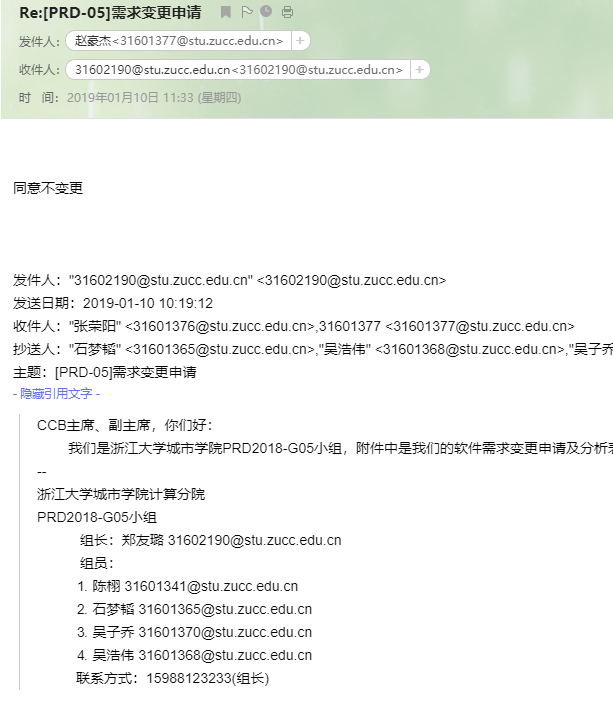 Re:[PRD-05]需求变更申请
发件人：赵豪杰<31601377@stu.zucc.edu.cn> +
收件人：31602190@stu.zucc.edu.cn<31602190@stu.zucc.edu.cn> +
时 间：2019年01月10日 11:33 (星期四)
同意不变更
发件人："31602190@stu.zucc.edu.cn" <31602190@stu.zucc.edu.cn>
发送日期：2019-01-10 10:19:12
收件人："张荣阳" <31601376@stu.zucc.edu.cn>,31601377 <31601377@stu.zucc.edu.cn>
抄送人："石梦韬" <31601365@stu.zucc.edu.cn>,"吴浩伟" <31601368@stu.zucc.edu.cn>,"吴子乔
主题：[PRD-05]需求变更申请
- 隐藏引用文字 -
CCB主席、副主席，你们好：
我们是浙江大学城市学院PRD2018-G05小组，附件中是我们的软件需求变更申请及分析表
--
浙江大学城市学院计算分院
PRD2018-G05小组
组长：郑友璐 31602190@stu.zucc.edu.cn
组员：
1. 陈栩 31601341@stu.zucc.edu.cn
2. 石梦韬 31601365@stu.zucc.edu.cn
3. 吴子乔 31601370@stu.zucc.edu.cn
4. 吴浩伟 31601368@stu.zucc.edu.cn
联系方式：15988123233(组长)